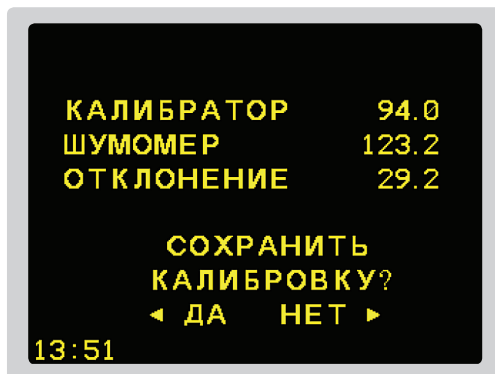 КАЛИБРАТОР 94.0
ШУМОМЕР 123.2
ОТКЛОНЕНИЕ 29.2
СОХРАНИТЬ
КАЛИБРОВКУ?
◄ ДА НЕТ ►
13:51